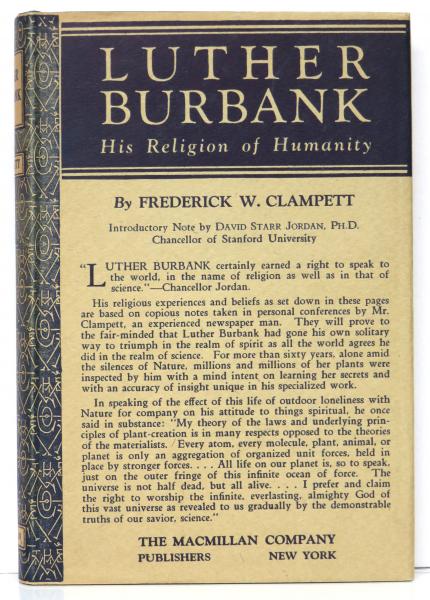 LUTHER
BURBANK
His Religion of Humanity
By FREDERICK W. CLAMPETT
Introductory Note by DAVID STARR JORDAN, PH.D.
Chancellor of Stanford University
"LUTHER BURBANK certainly earned a right to speak to
the world, in the name of religion as well as in that of
science."—Chancellor Jordan.
His religious experiences and beliefs as set down in these pages
are based on copious notes taken in personal conferences by Mr.
Clampett, an experienced newspaper man. They will prove to
the fair-minded that Luther Burbank had gone his own solitary
way to triumph in the realm of spirit as all the world agrees he
did in the realm of science. For more than sixty years, alone amid
the silences of Nature, millions and millions of her plants were
inspected by him with a mind intent on learning her secrets and
with an accuracy of insight unique in his specialized work.
In speaking of the effect of this life of outdoor loneliness with
Nature for company on his attitude to things spiritual, he once
said in substance: "My theory of the laws and underlying prin-
ciples of plant-creation is in many respects opposed to the theories
of the materialists. Every atom, every molecule, plant, animal, or
planet is only an aggregation of organized unit forces, held in
place by stronger forces. . . . All life on our planet is, so to speak,
just on the outer fringe of this infinite ocean of force. The
universe is not half dead, but all alive. . . . I prefer and claim
the right to worship the infinite, everlasting, almighty God of
this vast universe as revealed to us gradually by the demonstrable
truths of our savior, science."
THE MACMILLAN COMPANY
PUBLISHERS NEW YORK